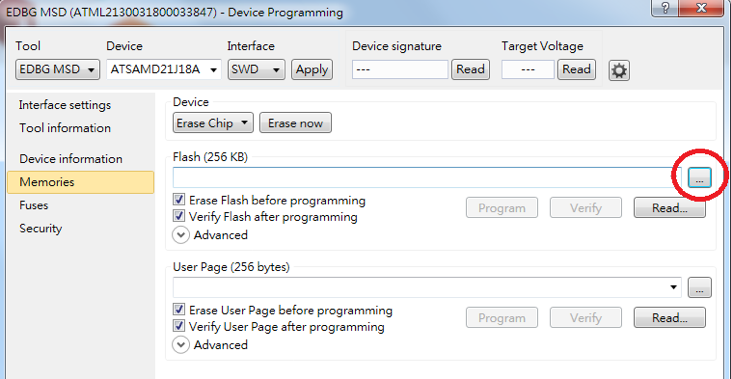 EDBG MSD (ATML2130031800033847) - Device Programming
Tool Device Interface Device signature Target Voltage
EDBG MSD ATSAMD21J18A SWD Apply --- Read --- Read
Interface settings
Tool information
Device information
Memories
Fuses
Security
Device
Erase Chip Erase now
Flash (256 KB)
...
Erase Flash before programming
Verify Flash after programming
Program Verify Read...
Advanced
User Page (256 bytes)
...
Erase User Page before programming
Verify User Page after programming
Program Verify Read...
Advanced